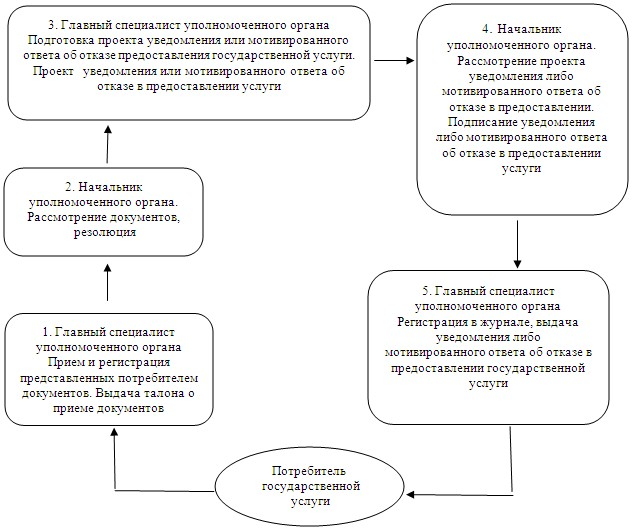 3. Главный специалист уполномоченного органа
Подготовка проекта уведомления или мотивированного
ответа об отказе предоставления государственной услуги.
Проект уведомления или мотивированного ответа об
отказе в предоставлении услуги
4. Начальник
уполномоченного органа.
Рассмотрение проекта
уведомления либо
мотивированного ответа об
отказе в предоставлении.
Подписание уведомления
либо мотивированного ответа
об отказе в предоставлении
услуги
2. Начальник
уполномоченного органа.
Рассмотрение документов,
резолюция
5. Главный специалист
уполномоченного органа
Регистрация в журнале, выдача
уведомления либо
мотивированного ответа об отказе в
предоставлении государственной
услуги
1. Главный специалист
уполномоченного органа
Прием и регистрация
представленных потребителем
документов. Выдача талона о
приеме документов
Потребитель
государственной
услуги